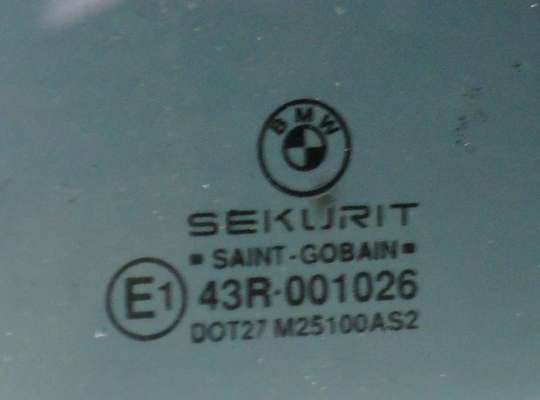 BMW
SEKURIT
SAINT-GOBAIN
E1 43R-001026
DOT27 M25100AS2